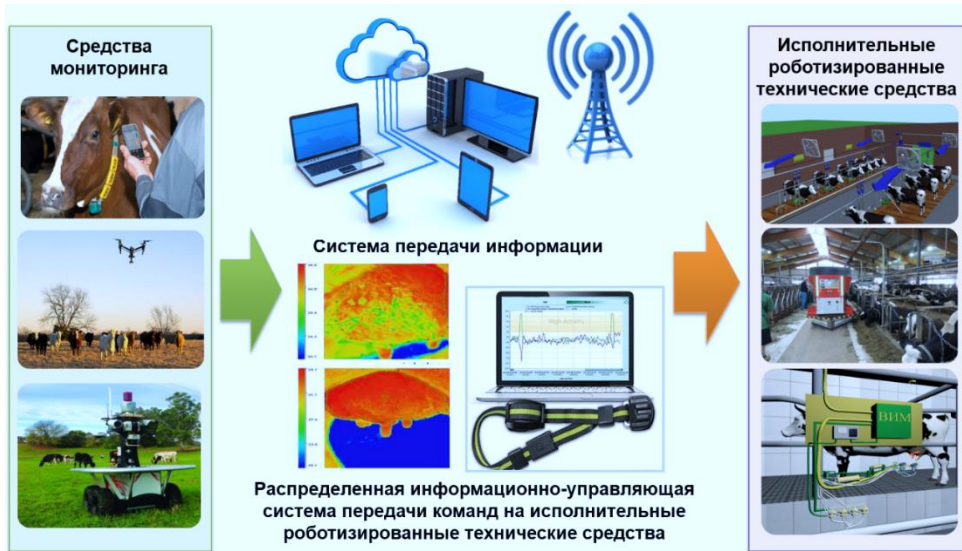 Средства
мониторинга
Исполнительные
роботизированные
технические средства
Система передачи информации
ВИМ
Распределенная информационно-управляющая
система передачи команд на исполнительные
роботизированные технические средства